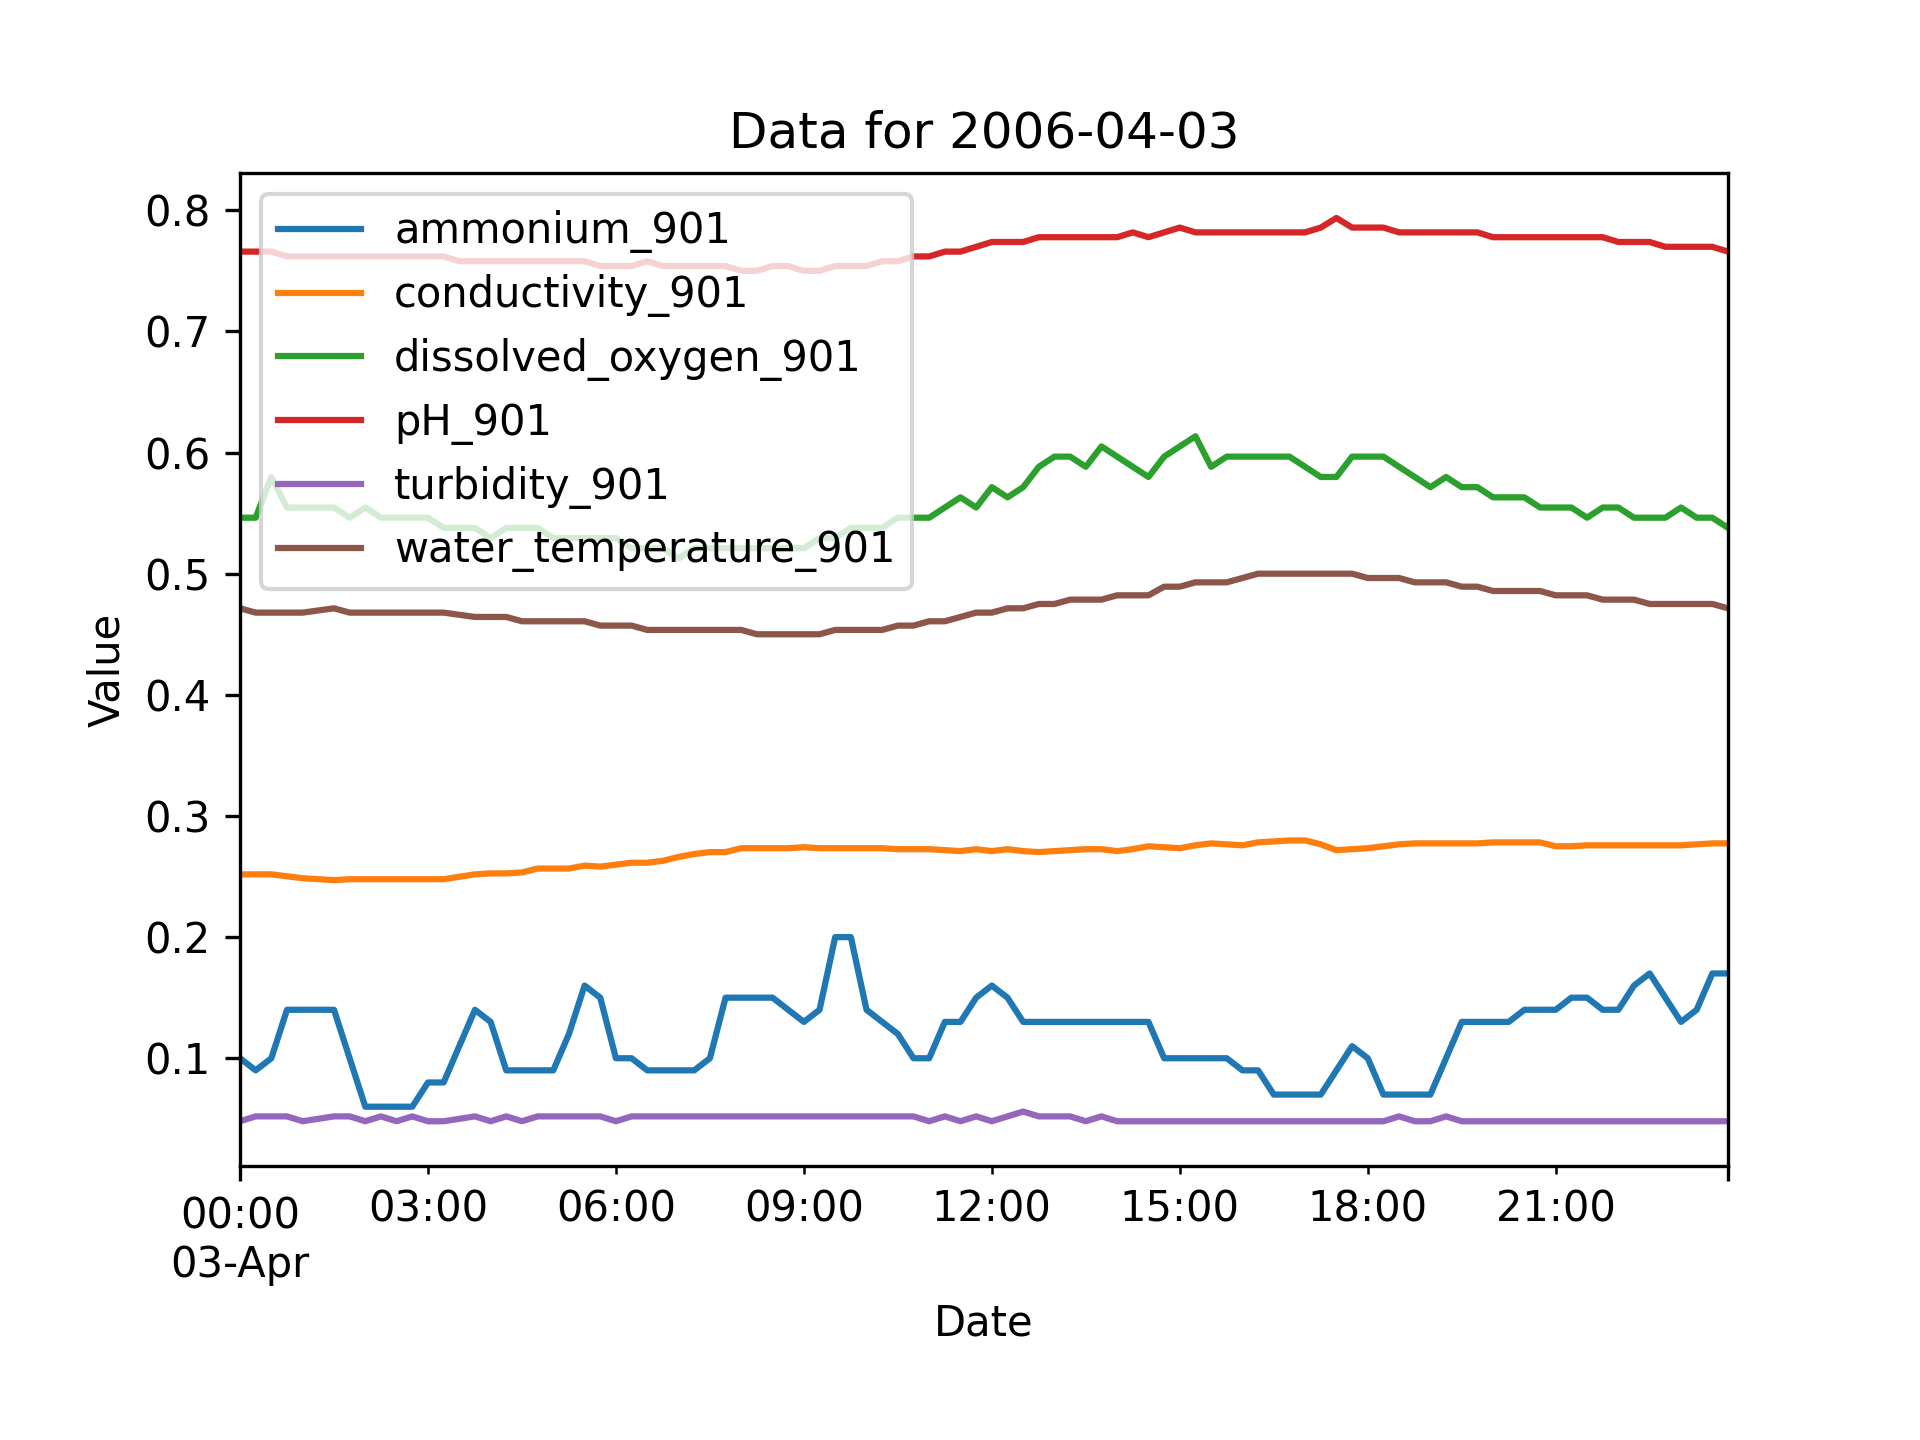 Data for 2006-04-03
0.8
0.7
0.6
0.5
0.4
0.3
0.2
0.1
Value
ammonium_901
conductivity_901
dissolved_oxygen_901
pH_901
turbidity_901
water_temperature_901
00:00 03:00 06:00 09:00 12:00 15:00 18:00 21:00
03-Apr
Date